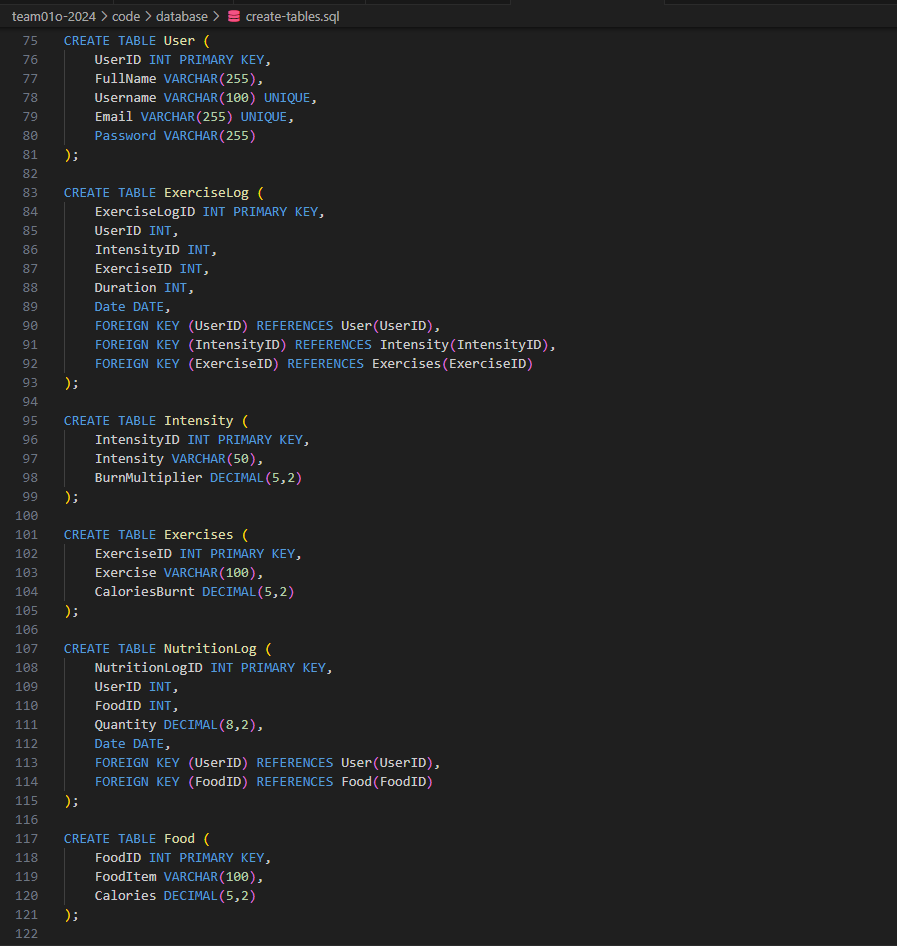 team01o-2024 > code > database > create-tables.sql
75 CREATE TABLE User (
76     UserID INT PRIMARY KEY,
77     FullName VARCHAR(255),
78     Username VARCHAR(100) UNIQUE,
79     Email VARCHAR(255) UNIQUE,
80     Password VARCHAR(255)
81 );
82
83 CREATE TABLE ExerciseLog (
84     ExerciseLogID INT PRIMARY KEY,
85     UserID INT,
86     IntensityID INT,
87     ExerciseID INT,
88     Duration INT,
89     Date DATE,
90     FOREIGN KEY (UserID) REFERENCES User(UserID),
91     FOREIGN KEY (IntensityID) REFERENCES Intensity(IntensityID),
92     FOREIGN KEY (ExerciseID) REFERENCES Exercises(ExerciseID)
93 );
94
95 CREATE TABLE Intensity (
96     IntensityID INT PRIMARY KEY,
97     Intensity VARCHAR(50),
98     BurnMultiplier DECIMAL(5,2)
99 );
100
101 CREATE TABLE Exercises (
102     ExerciseID INT PRIMARY KEY,
103     Exercise VARCHAR(100),
104     CaloriesBurnt DECIMAL(5,2)
105 );
106
107 CREATE TABLE NutritionLog (
108     NutritionLogID INT PRIMARY KEY,
109     UserID INT,
110     FoodID INT,
111     Quantity DECIMAL(8,2),
112     Date DATE,
113     FOREIGN KEY (UserID) REFERENCES User(UserID),
114     FOREIGN KEY (FoodID) REFERENCES Food(FoodID)
115 );
116
117 CREATE TABLE Food (
118     FoodID INT PRIMARY KEY,
119     FoodItem VARCHAR(100),
120     Calories DECIMAL(5,2)
121 );
122